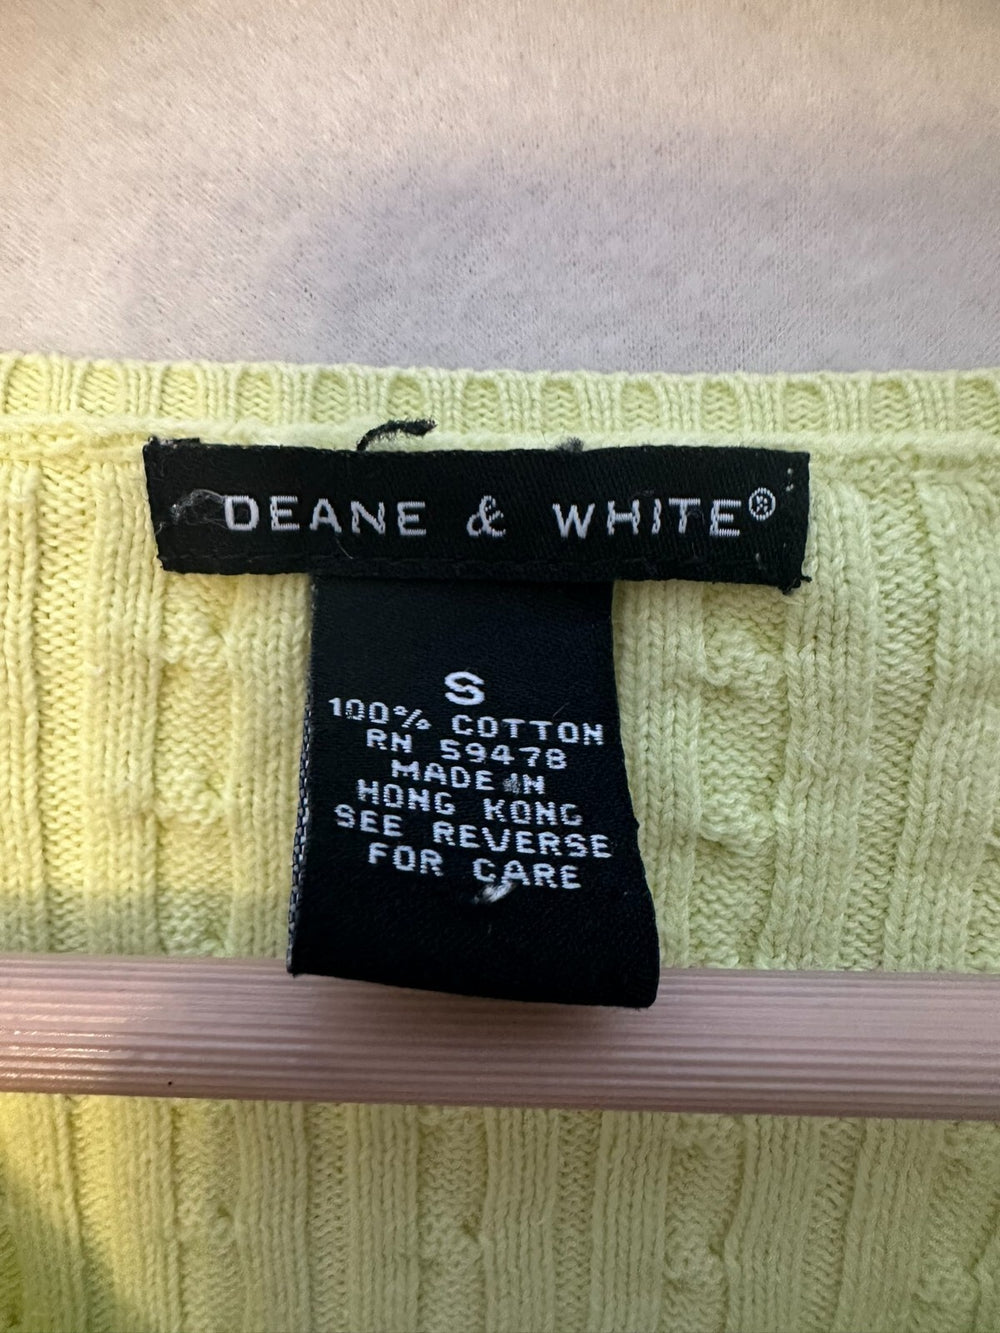 DEANE & WHITE®
S
100% COTTON
RN 59478
MADE IN
HONG KONG
SEE REVERSE
FOR CARE